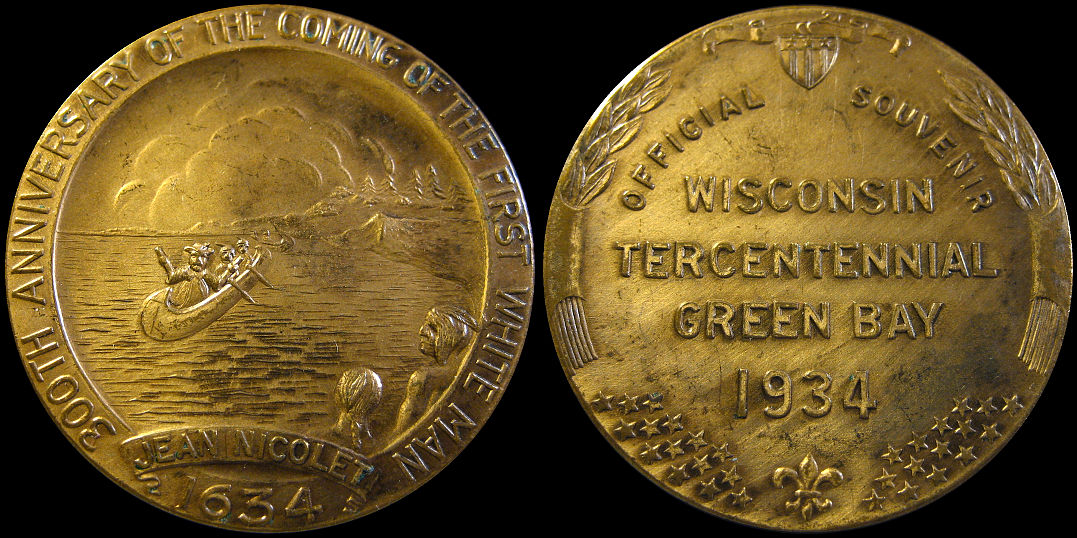 300TH ANNIVERSARY OF THE COMING OF THE FIRST WHITE MAN
JEAN NICOLET
1634
OFFICIAL SOUVENIR
WISCONSIN
TERCENTENNIAL
GREEN BAY
1934